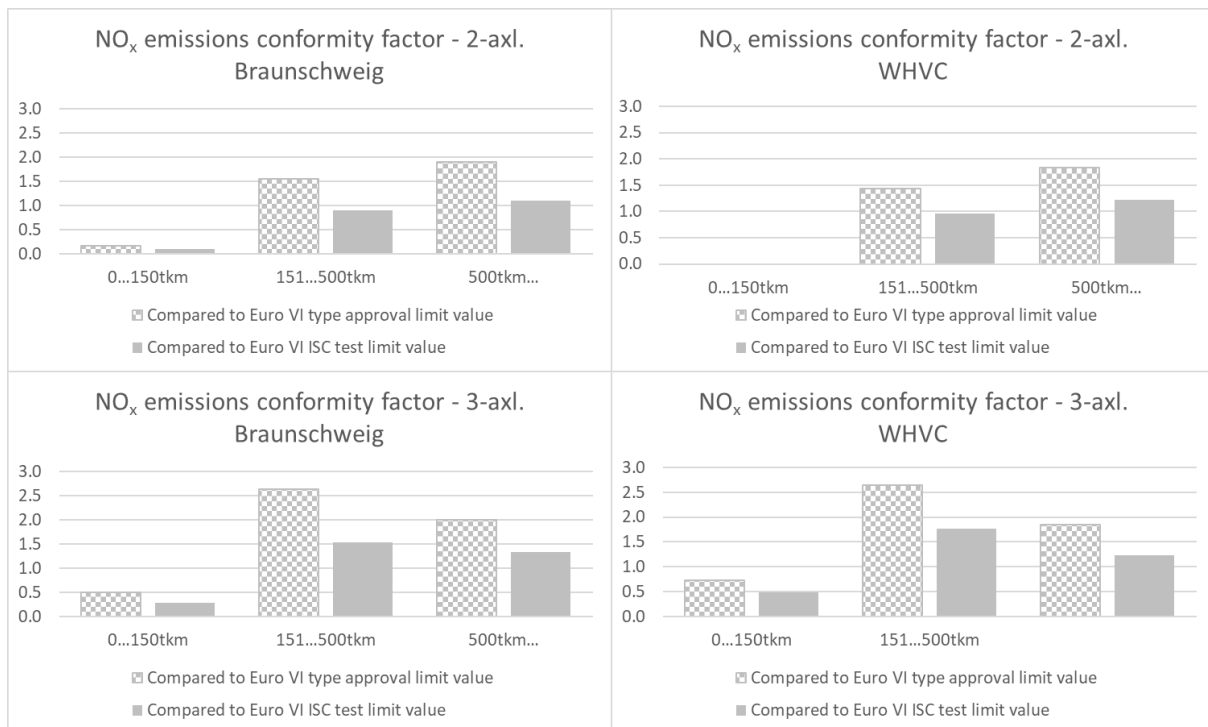 NOx emissions conformity factor - 2-axl.
Braunschweig
3.0
2.5
2.0
1.5
1.0
0.5
0.0
0...150tkm
151...500tkm
500tkm...
Compared to Euro VI type approval limit value
Compared to Euro VI ISC test limit value
NOx emissions conformity factor - 2-axl.
WHVC
3.0
2.5
2.0
1.5
1.0
0.5
0.0
0...150tkm
151...500tkm
500tkm...
Compared to Euro VI type approval limit value
Compared to Euro VI ISC test limit value
NOx emissions conformity factor - 3-axl.
Braunschweig
3.0
2.5
2.0
1.5
1.0
0.5
0.0
0...150tkm
151...500tkm
500tkm...
Compared to Euro VI type approval limit value
Compared to Euro VI ISC test limit value
NOx emissions conformity factor - 3-axl.
WHVC
3.0
2.5
2.0
1.5
1.0
0.5
0.0
0...150tkm
151...500tkm
Compared to Euro VI type approval limit value
Compared to Euro VI ISC test limit value